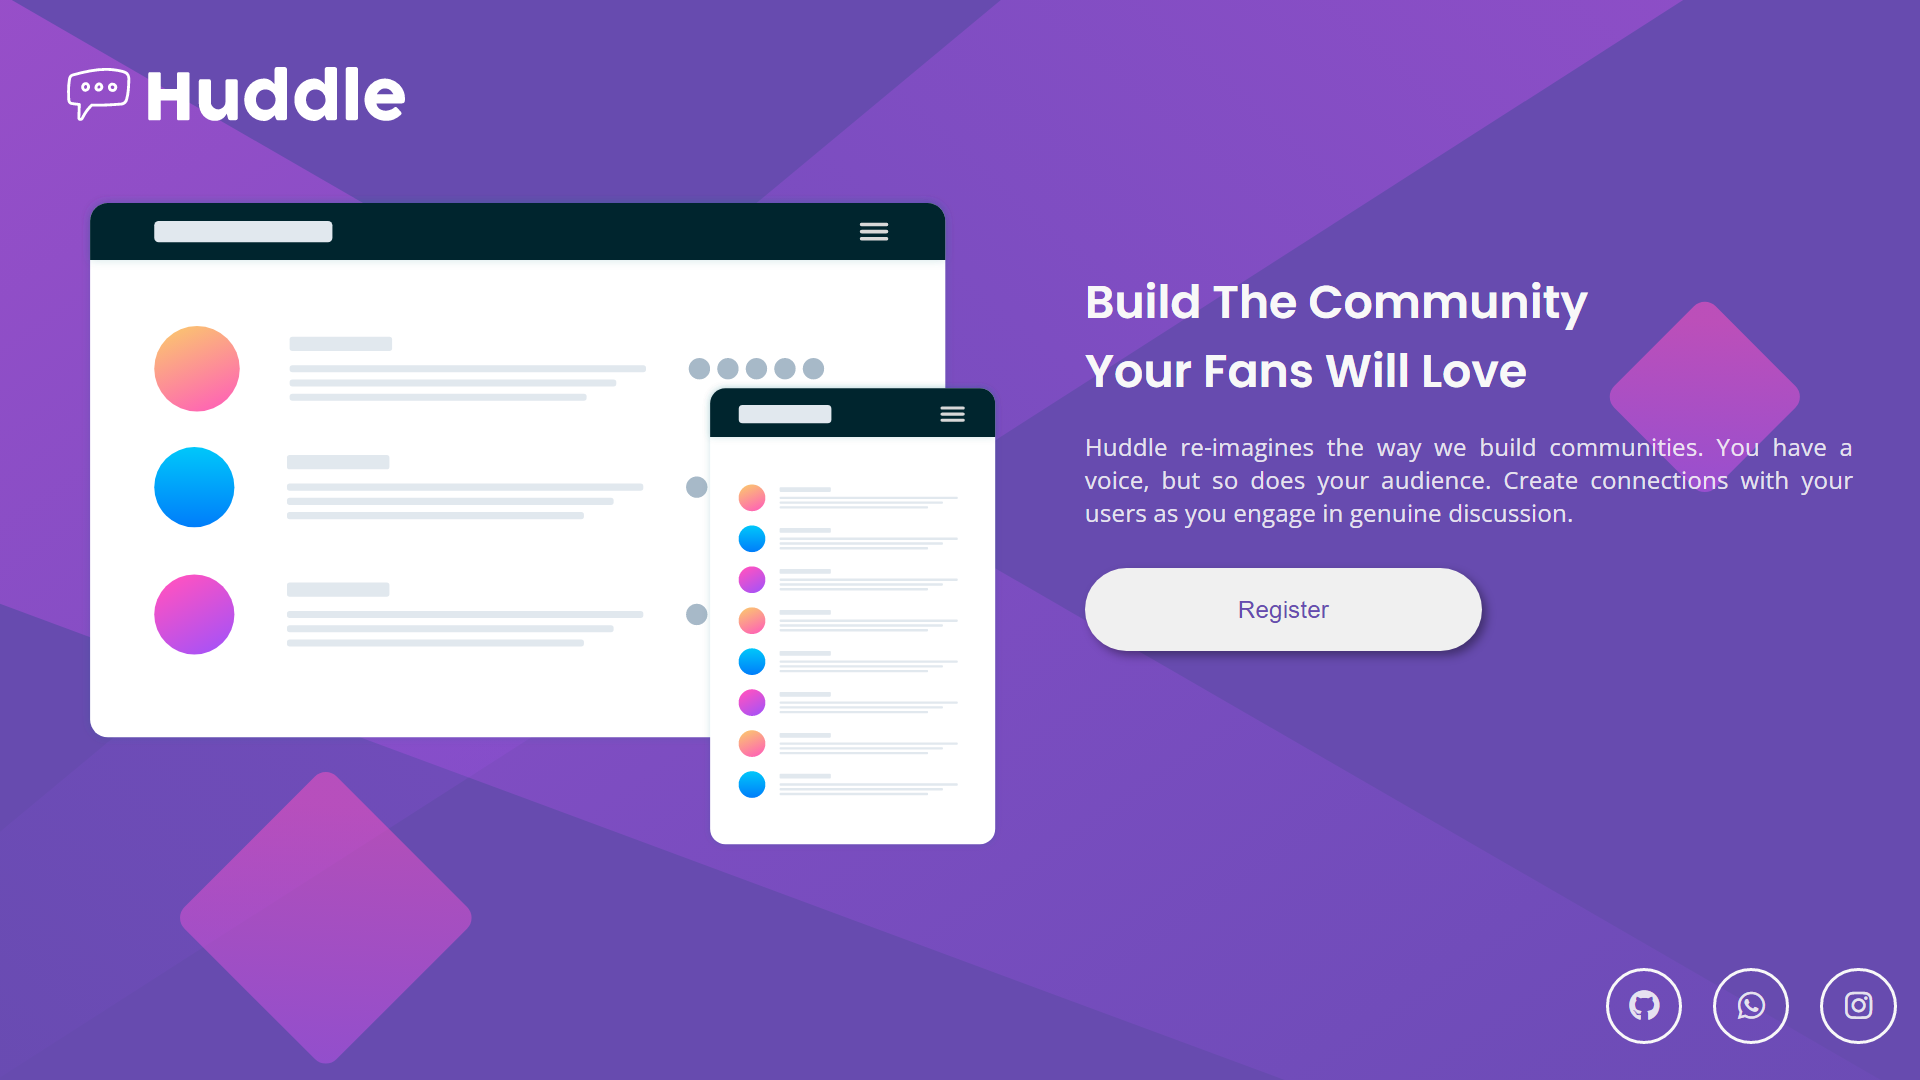 Huddle
Build The Community
Your Fans Will Love
Huddle re-imagines the way we build communities. You have a
voice, but so does your audience. Create connections with your
users as you engage in genuine discussion.
Register